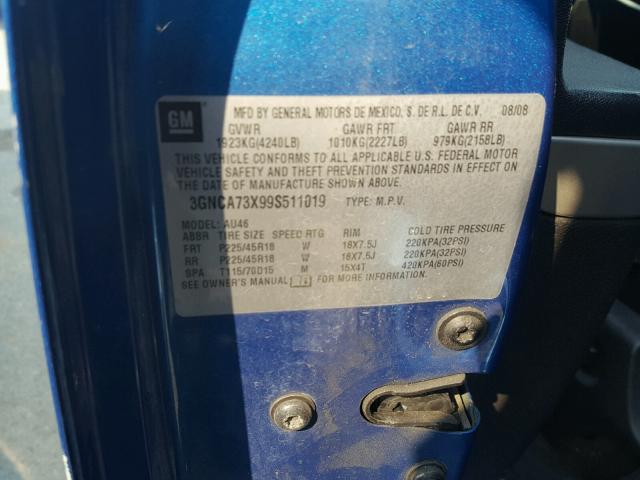 GM MFD BY GENERAL MOTORS DE MEXICO, S. DE R.L. DE C.V. 08/08
GVWR GAWR FRT GAWR RR
1923KG(4240LB) 1010KG(2227LB) 979KG(2158LB)
THIS VEHICLE CONFORMS TO ALL APPLICABLE U.S. FEDERAL MOTOR
VEHICLE SAFETY AND THEFT PREVENTION STANDARDS IN EFFECT ON
THE DATE OF MANUFACTURE SHOWN ABOVE.
3GNCA73X99S511019 TYPE: M.P.V.
MODEL: AU46
ABBR TIRE SIZE SPEED RTG RIM COLD TIRE PRESSURE
FRT P225/45R18 W 18X7.5J 220KPA(32PSI)
RR P225/45R18 W 18X7.5J 220KPA(32PSI)
SPA T115/70D15 M 15X4T 420KPA(60PSI)
SEE OWNER'S MANUAL FOR MORE INFORMATION.